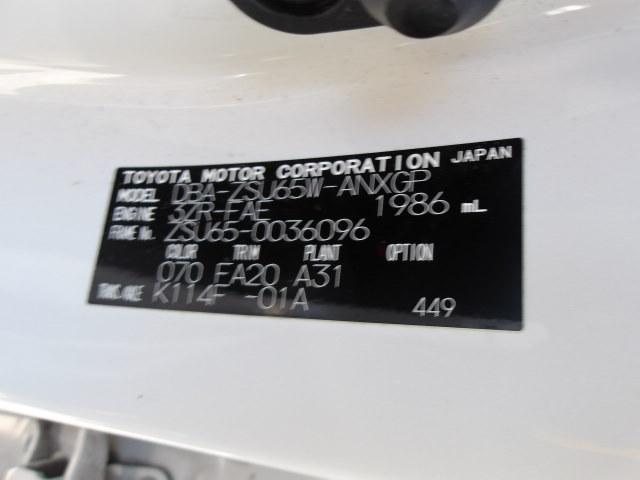 TOYOTA MOTOR CORPORATION JAPAN
MODEL DBA-ZSU65W-ANXGP
ENGINE 3ZR-FAE 1986 mL
FRAME No. ZSU65-0036096
COLOR TRIM PLANT OPTION
070 FA20 A31
TRANS./AXLE K114F -01A
449